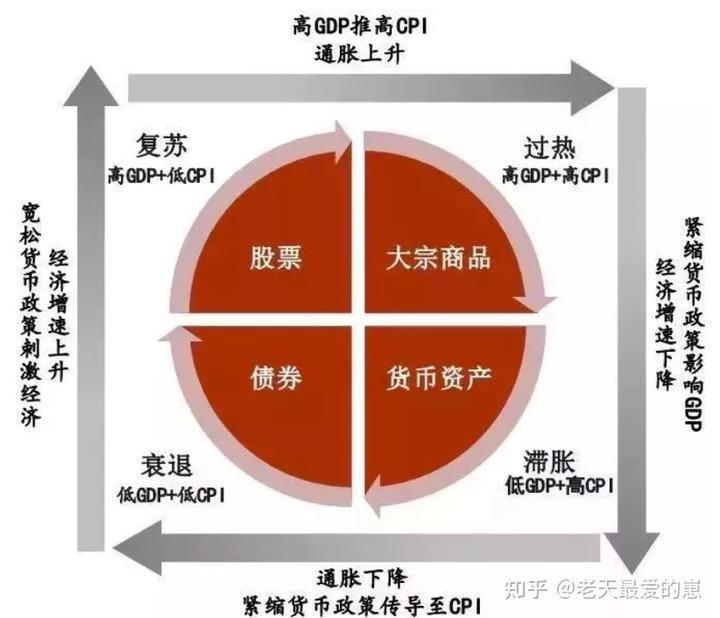 高GDP推高CPI
通胀上升
复苏
高GDP+低CPI
过热
高GDP+高CPI
宽松货币政策刺激经济
经济增速上升
股票
大宗商品
债券
货币资产
经济增速下降
紧缩货币政策影响GDP
衰退
低GDP+低CPI
滞胀
低GDP+高CPI
通胀下降
紧缩货币政策传导至CPI
知乎 @老天最爱的崽